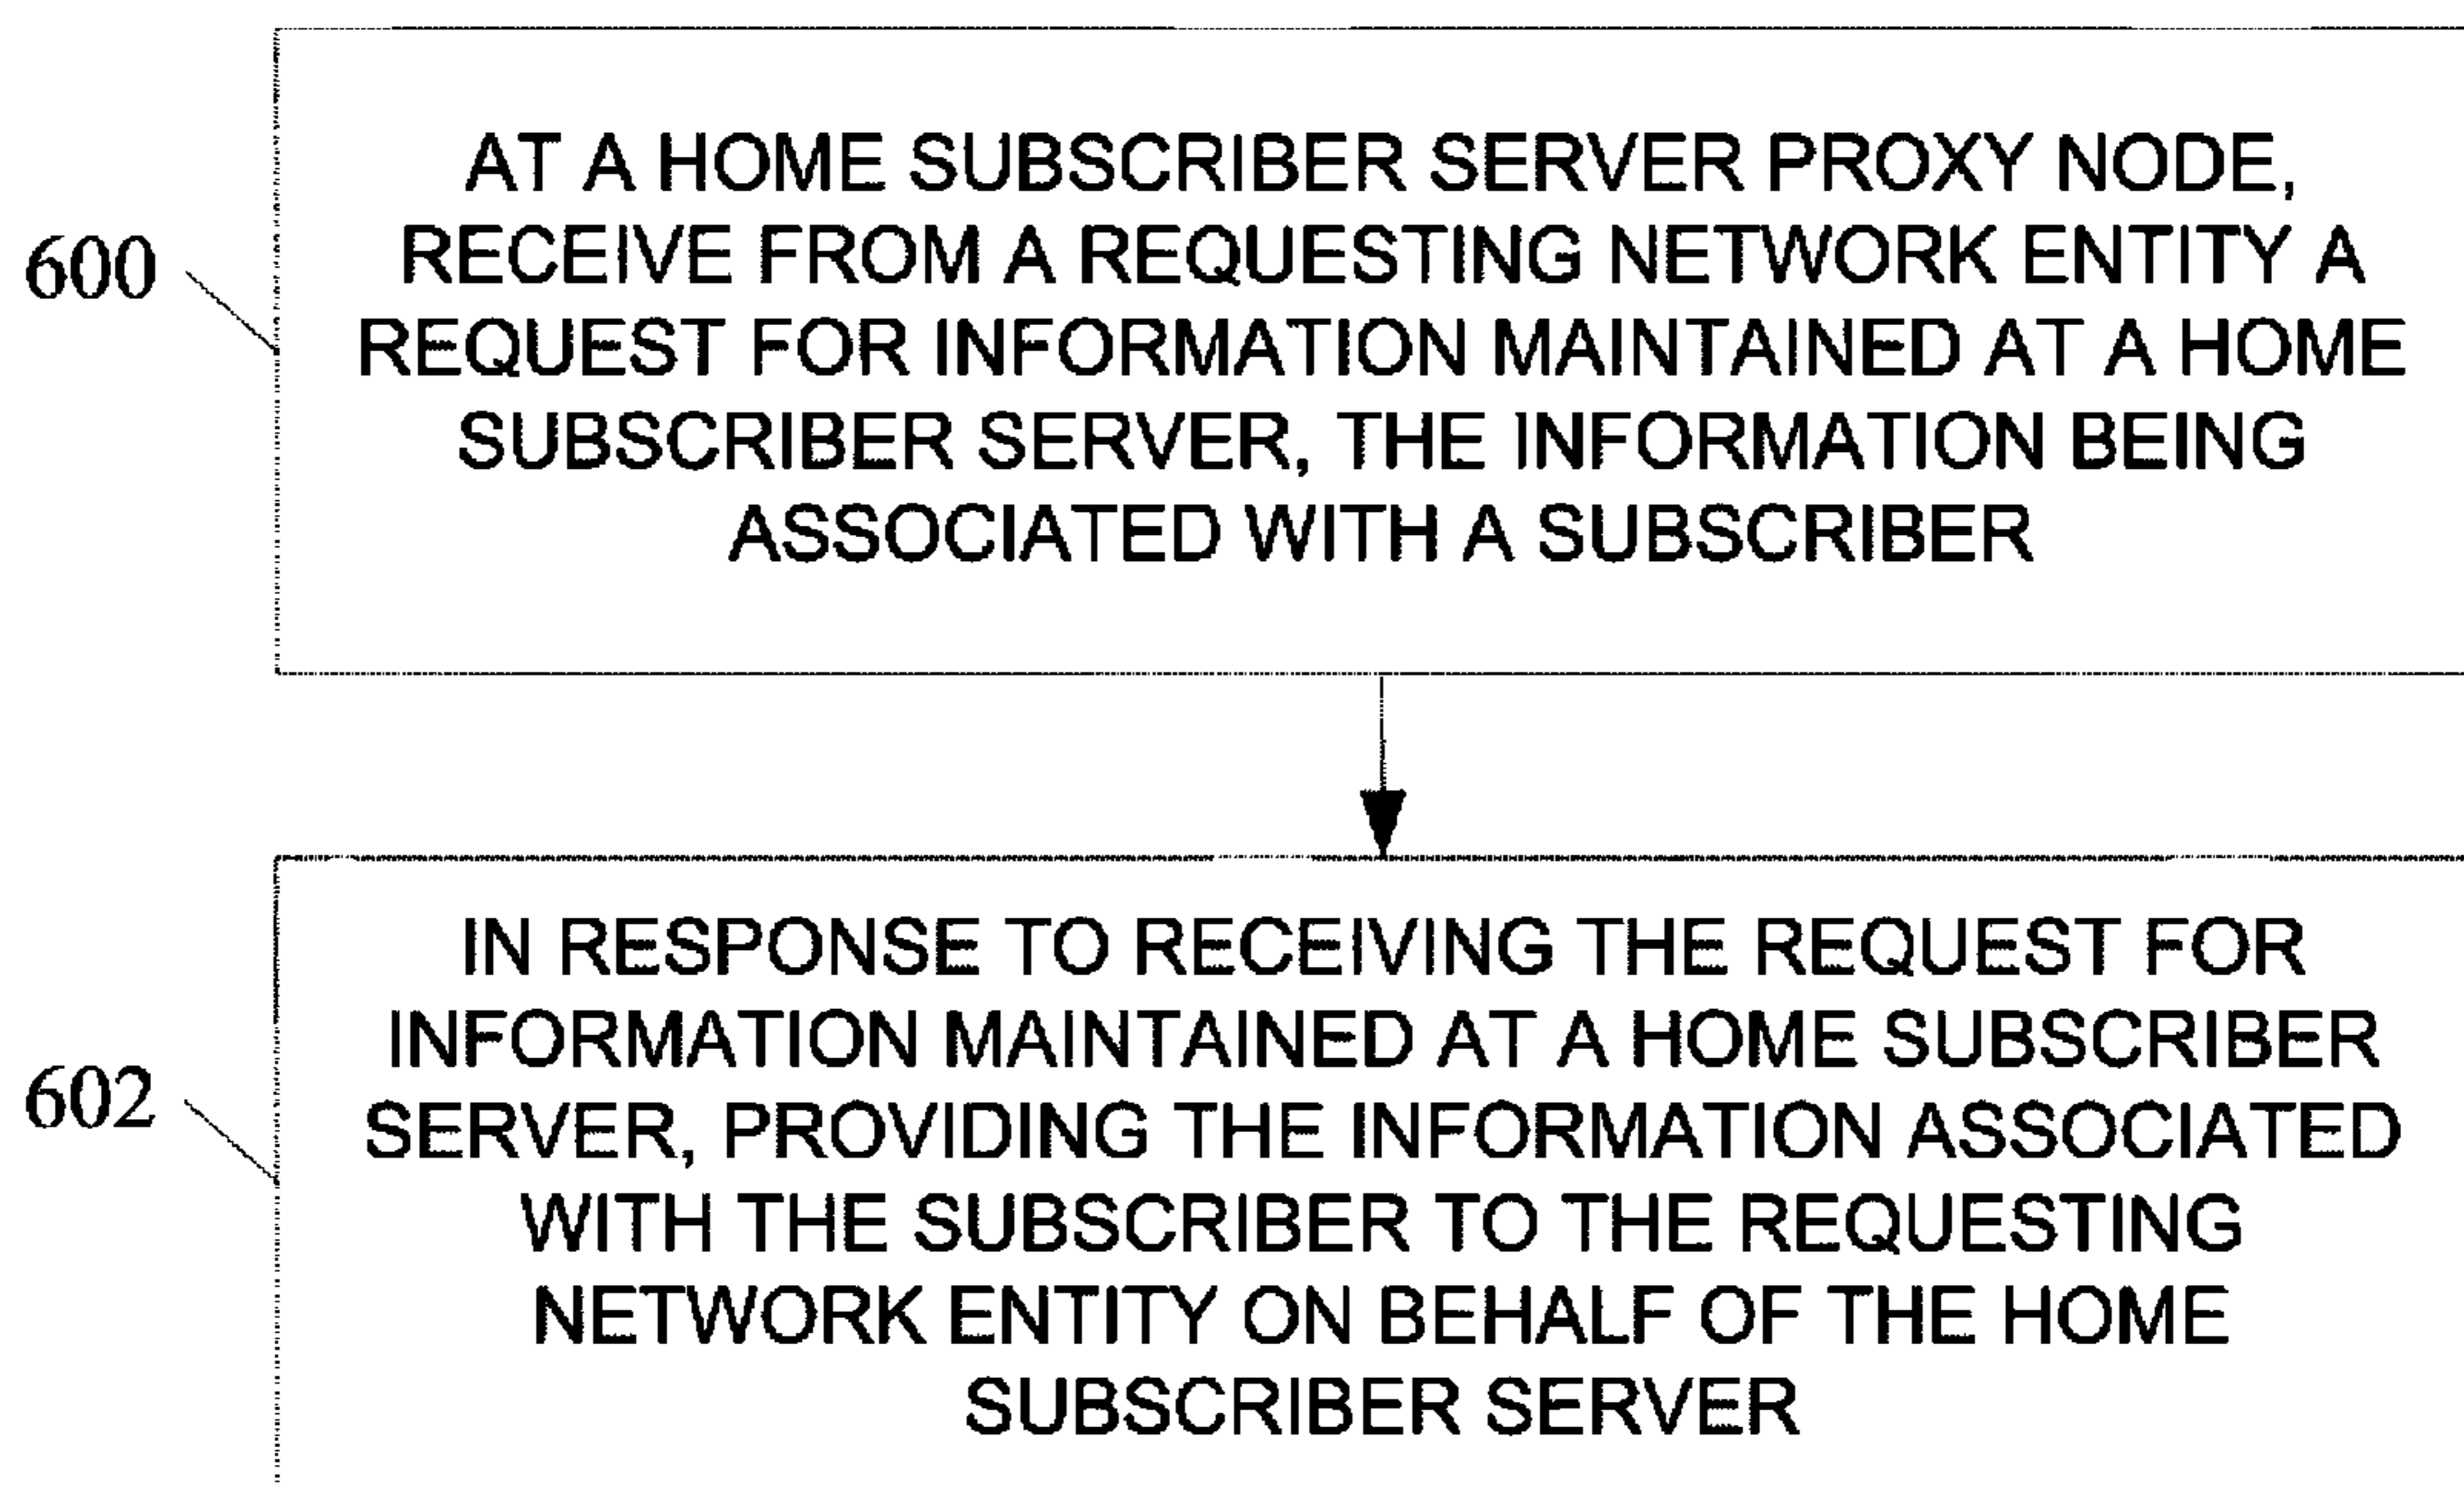 AT A HOME SUBSCRIBER SERVER PROXY NODE,
RECEIVE FROM A REQUESTING NETWORK ENTITY A
REQUEST FOR INFORMATION MAINTAINED AT A HOME
SUBSCRIBER SERVER, THE INFORMATION BEING
ASSOCIATED WITH A SUBSCRIBER
600
IN RESPONSE TO RECEIVING THE REQUEST FOR
INFORMATION MAINTAINED AT A HOME SUBSCRIBER
SERVER, PROVIDING THE INFORMATION ASSOCIATED
WITH THE SUBSCRIBER TO THE REQUESTING
NETWORK ENTITY ON BEHALF OF THE HOME
SUBSCRIBER SERVER
602